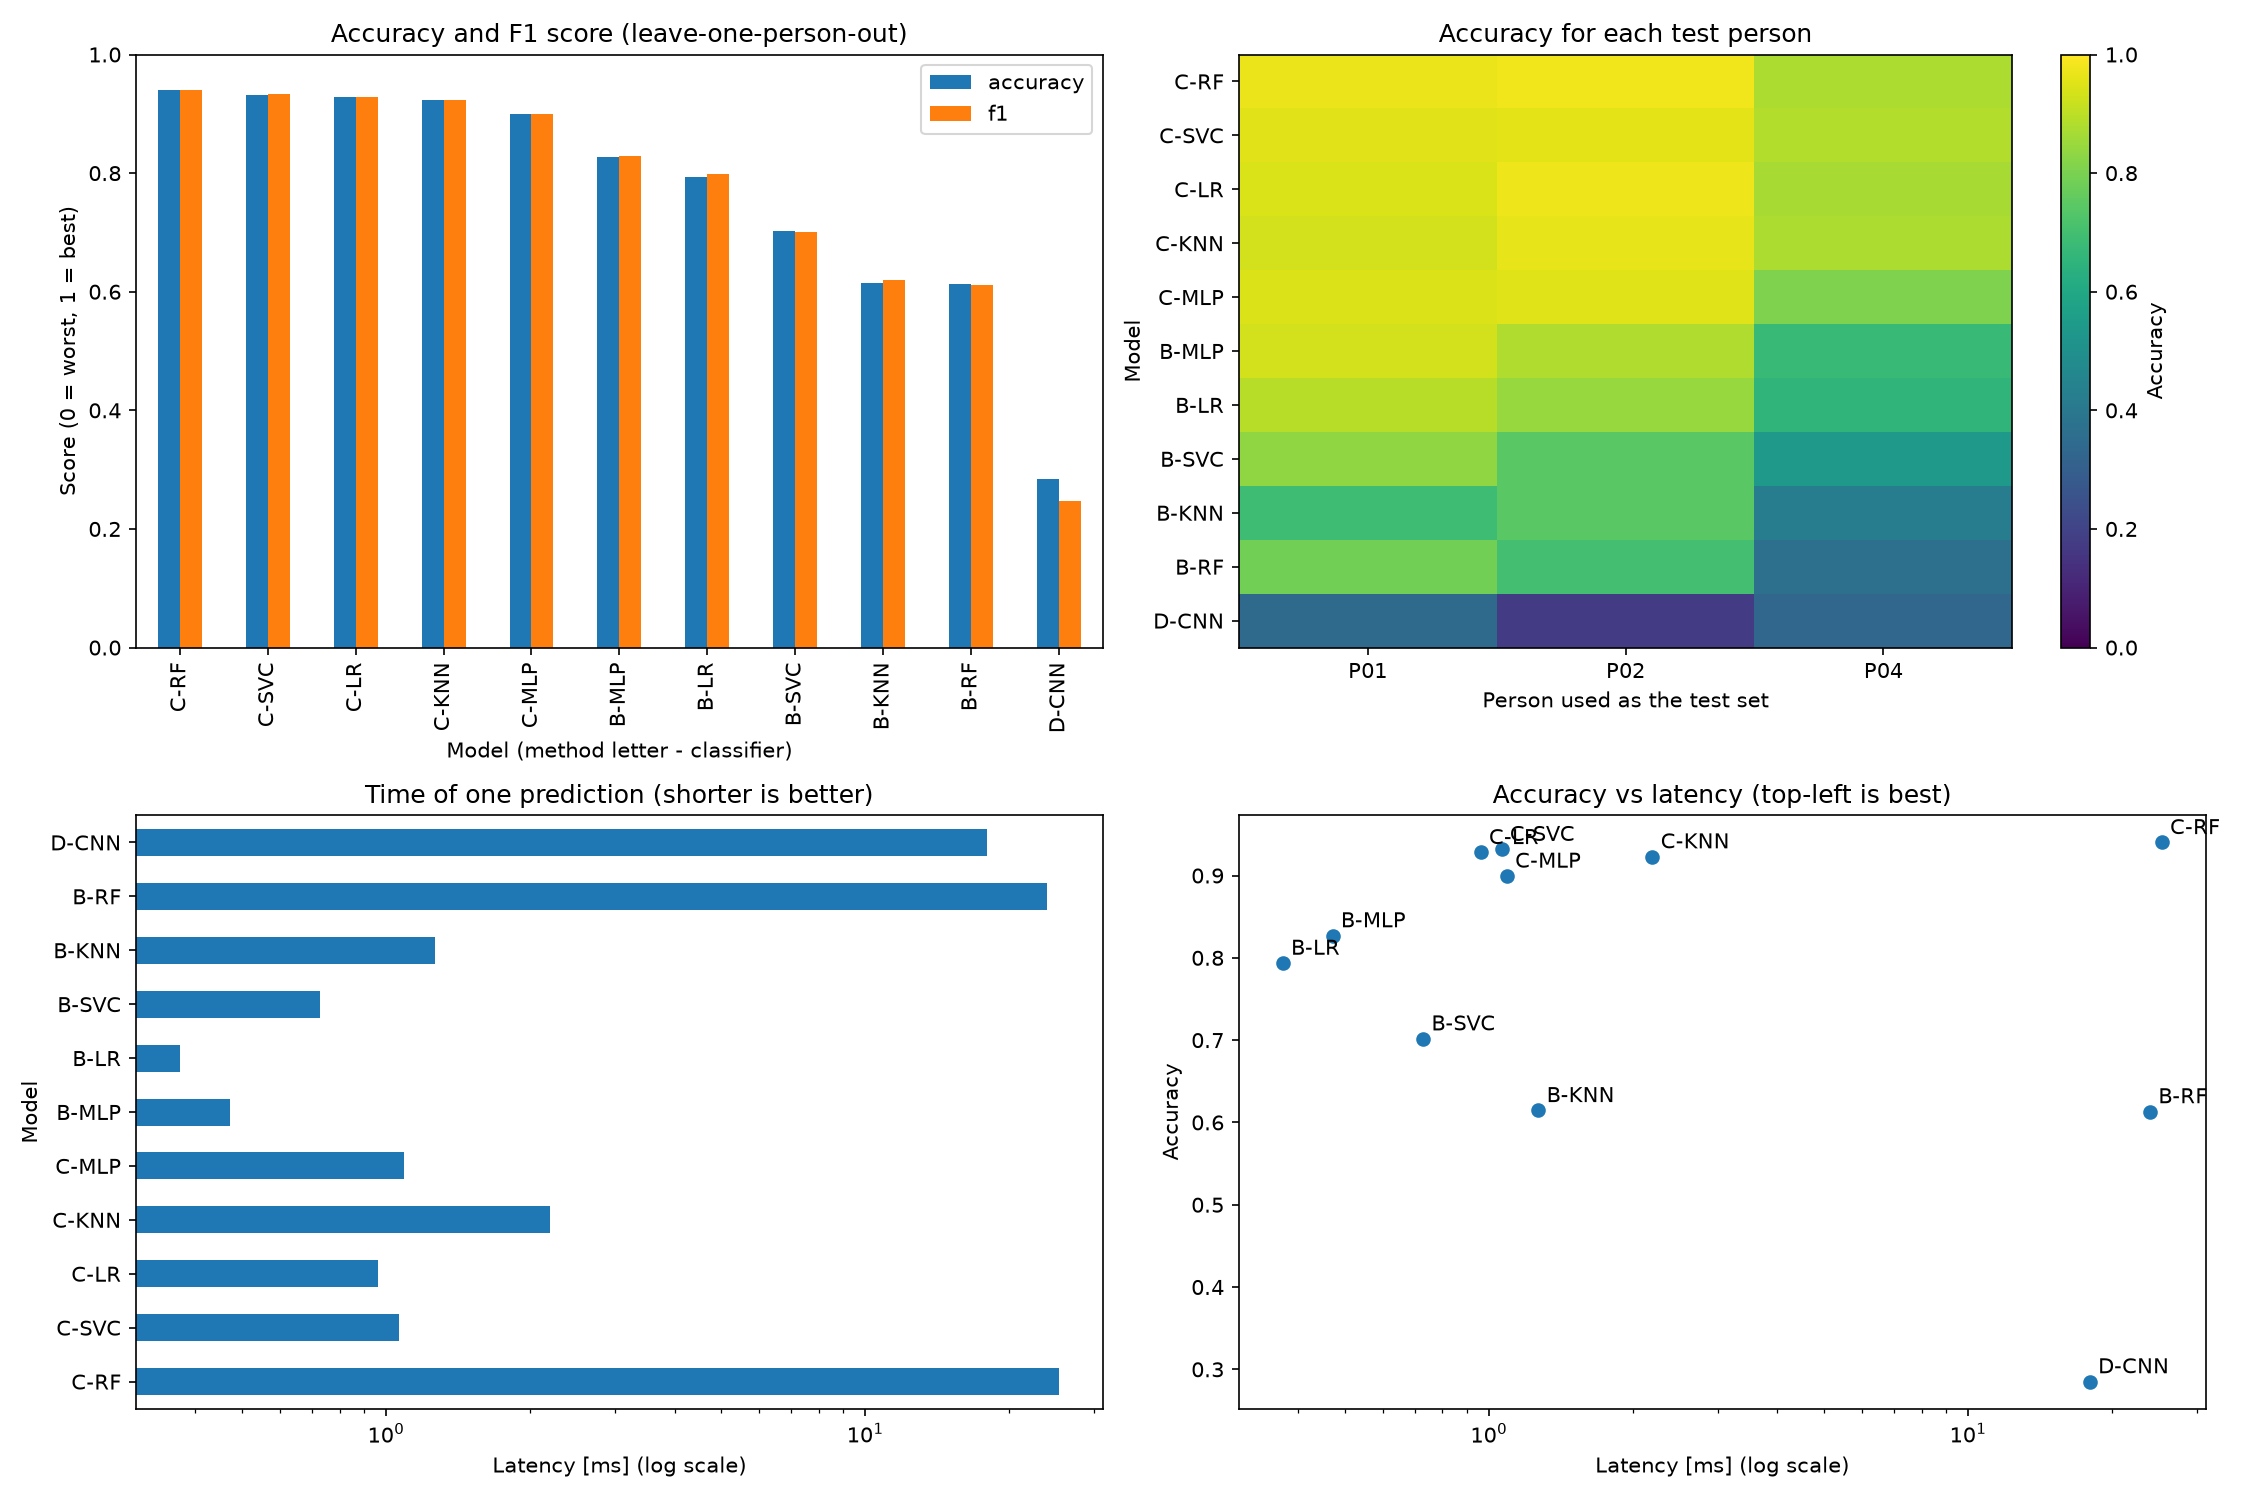 Accuracy and F1 score (leave-one-person-out)
Score (0 = worst, 1 = best)
1.0
0.8
0.6
0.4
0.2
0.0
accuracy
f1
C-RF
C-SVC
C-LR
C-KNN
C-MLP
B-MLP
B-LR
B-SVC
B-KNN
B-RF
D-CNN
Model (method letter - classifier)
Accuracy for each test person
Model
C-RF
C-SVC
C-LR
C-KNN
C-MLP
B-MLP
B-LR
B-SVC
B-KNN
B-RF
D-CNN
P01 P02 P04
Person used as the test set
1.0
0.8
0.6
0.4
0.2
0.0
Accuracy
Time of one prediction (shorter is better)
Model
D-CNN
B-RF
B-KNN
B-SVC
B-LR
B-MLP
C-MLP
C-KNN
C-LR
C-SVC
C-RF
10⁰ 10¹
Latency [ms] (log scale)
Accuracy vs latency (top-left is best)
Accuracy
0.9
0.8
0.7
0.6
0.5
0.4
0.3
C-RF
C-SVC
C-LR
C-KNN
C-MLP
B-MLP
B-LR
B-SVC
B-KNN
B-RF
D-CNN
10⁰ 10¹
Latency [ms] (log scale)